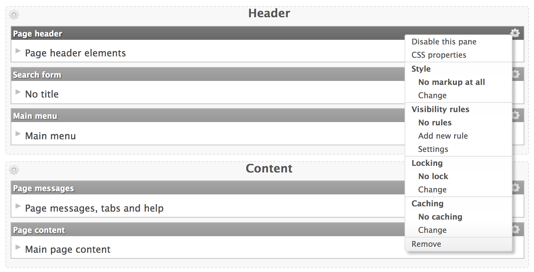 Header
Page header
Page header elements
Search form
No title
Main menu
Main menu
Content
Page messages
Page messages, tabs and help
Page content
Main page content
Disable this pane
CSS properties
Style
No markup at all
Change
Visibility rules
No rules
Add new rule
Settings
Locking
No lock
Change
Caching
No caching
Change
Remove